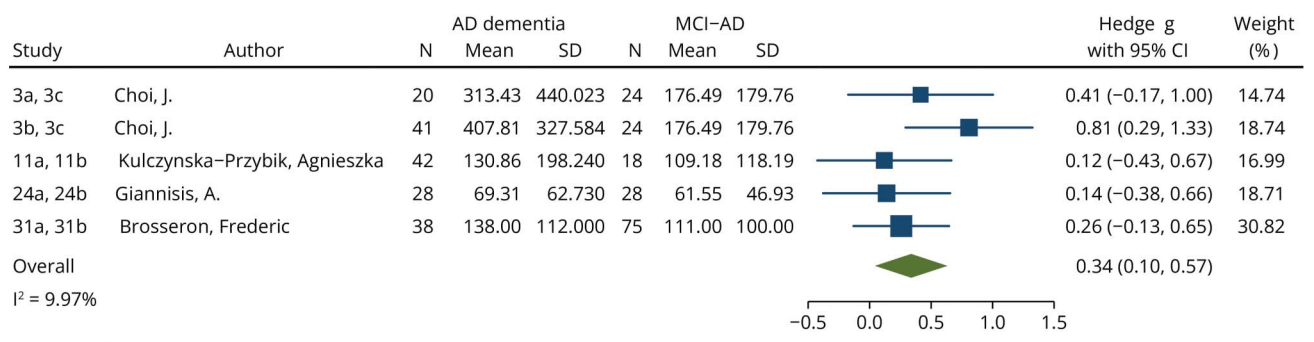 AD dementia MCI−AD Hedge g Weight
Study Author N Mean SD N Mean SD with 95% CI (%)
3a, 3c Choi, J. 20 313.43 440.023 24 176.49 179.76 0.41 (−0.17, 1.00) 14.74
3b, 3c Choi, J. 41 407.81 327.584 24 176.49 179.76 0.81 (0.29, 1.33) 18.74
11a, 11b Kulczynska−Przybik, Agnieszka 42 130.86 198.240 18 109.18 118.19 0.12 (−0.43, 0.67) 16.99
24a, 24b Giannisis, A. 28 69.31 62.730 28 61.55 46.93 0.14 (−0.38, 0.66) 18.71
31a, 31b Brosseron, Frederic 38 138.00 112.000 75 111.00 100.00 0.26 (−0.13, 0.65) 30.82
Overall 0.34 (0.10, 0.57)
I² = 9.97%
−0.5 0.0 0.5 1.0 1.5